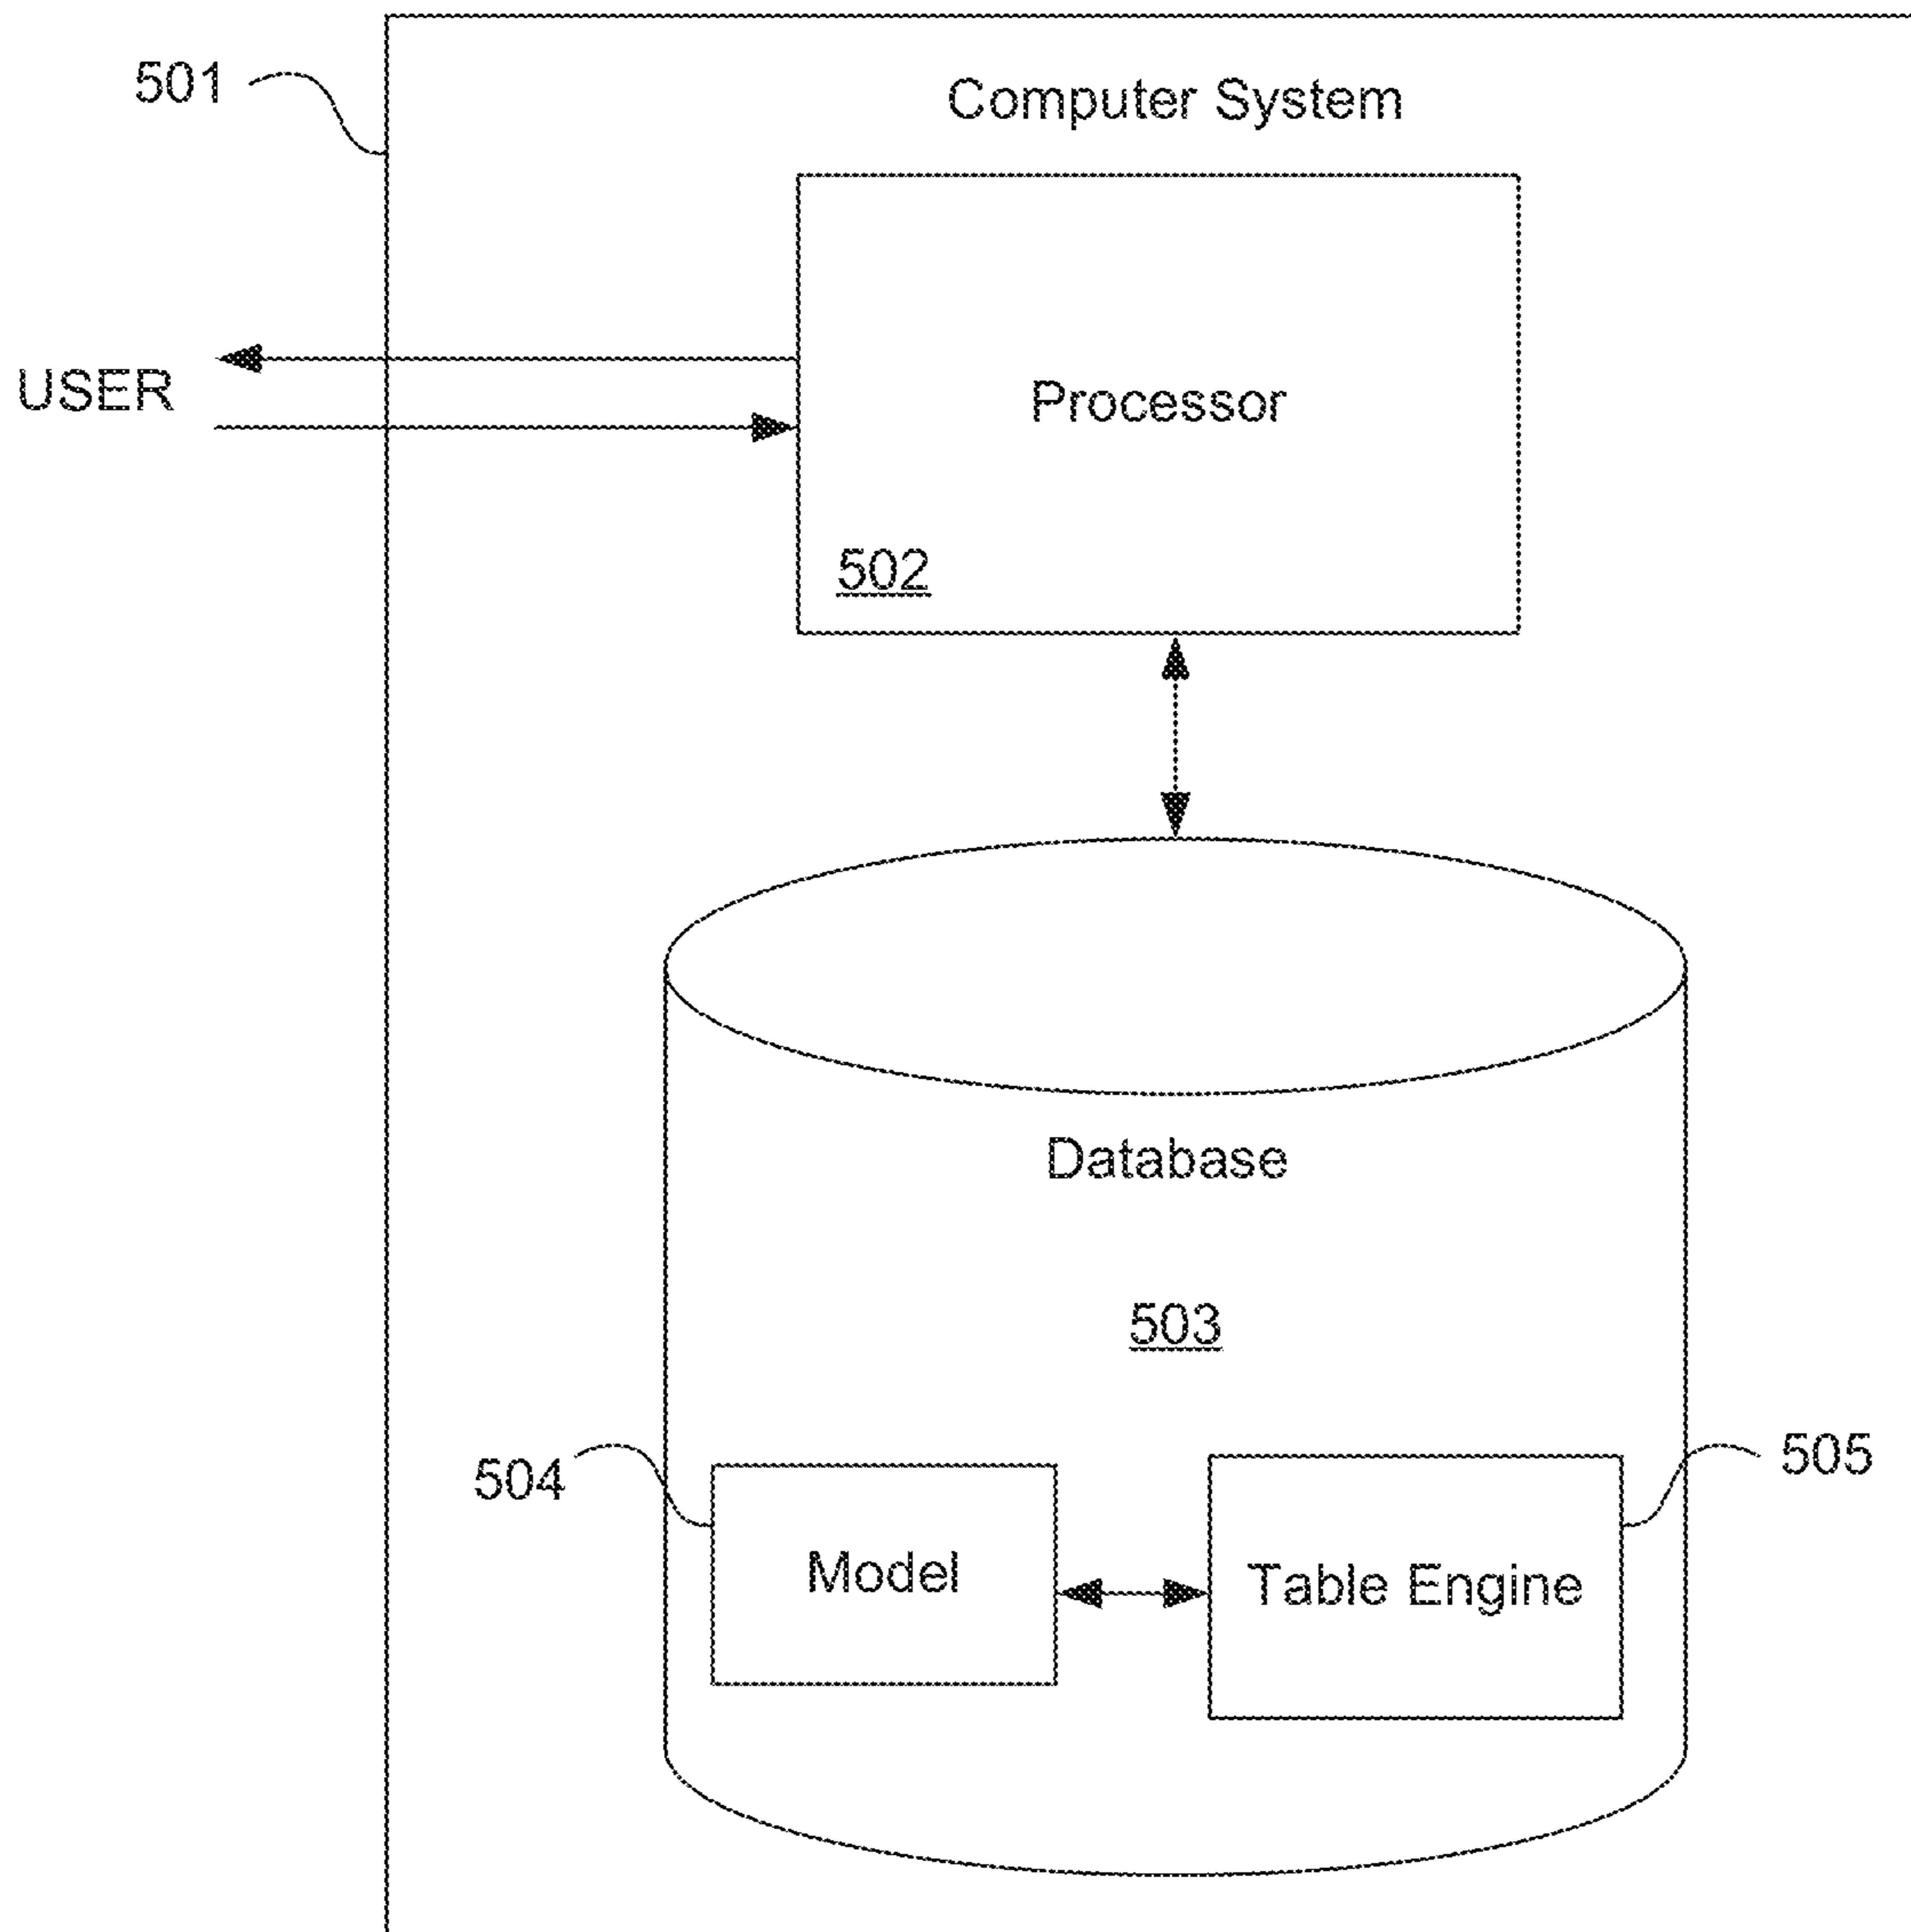 501
Computer System
USER
Processor
502
Database
503
504
505
Model
Table Engine